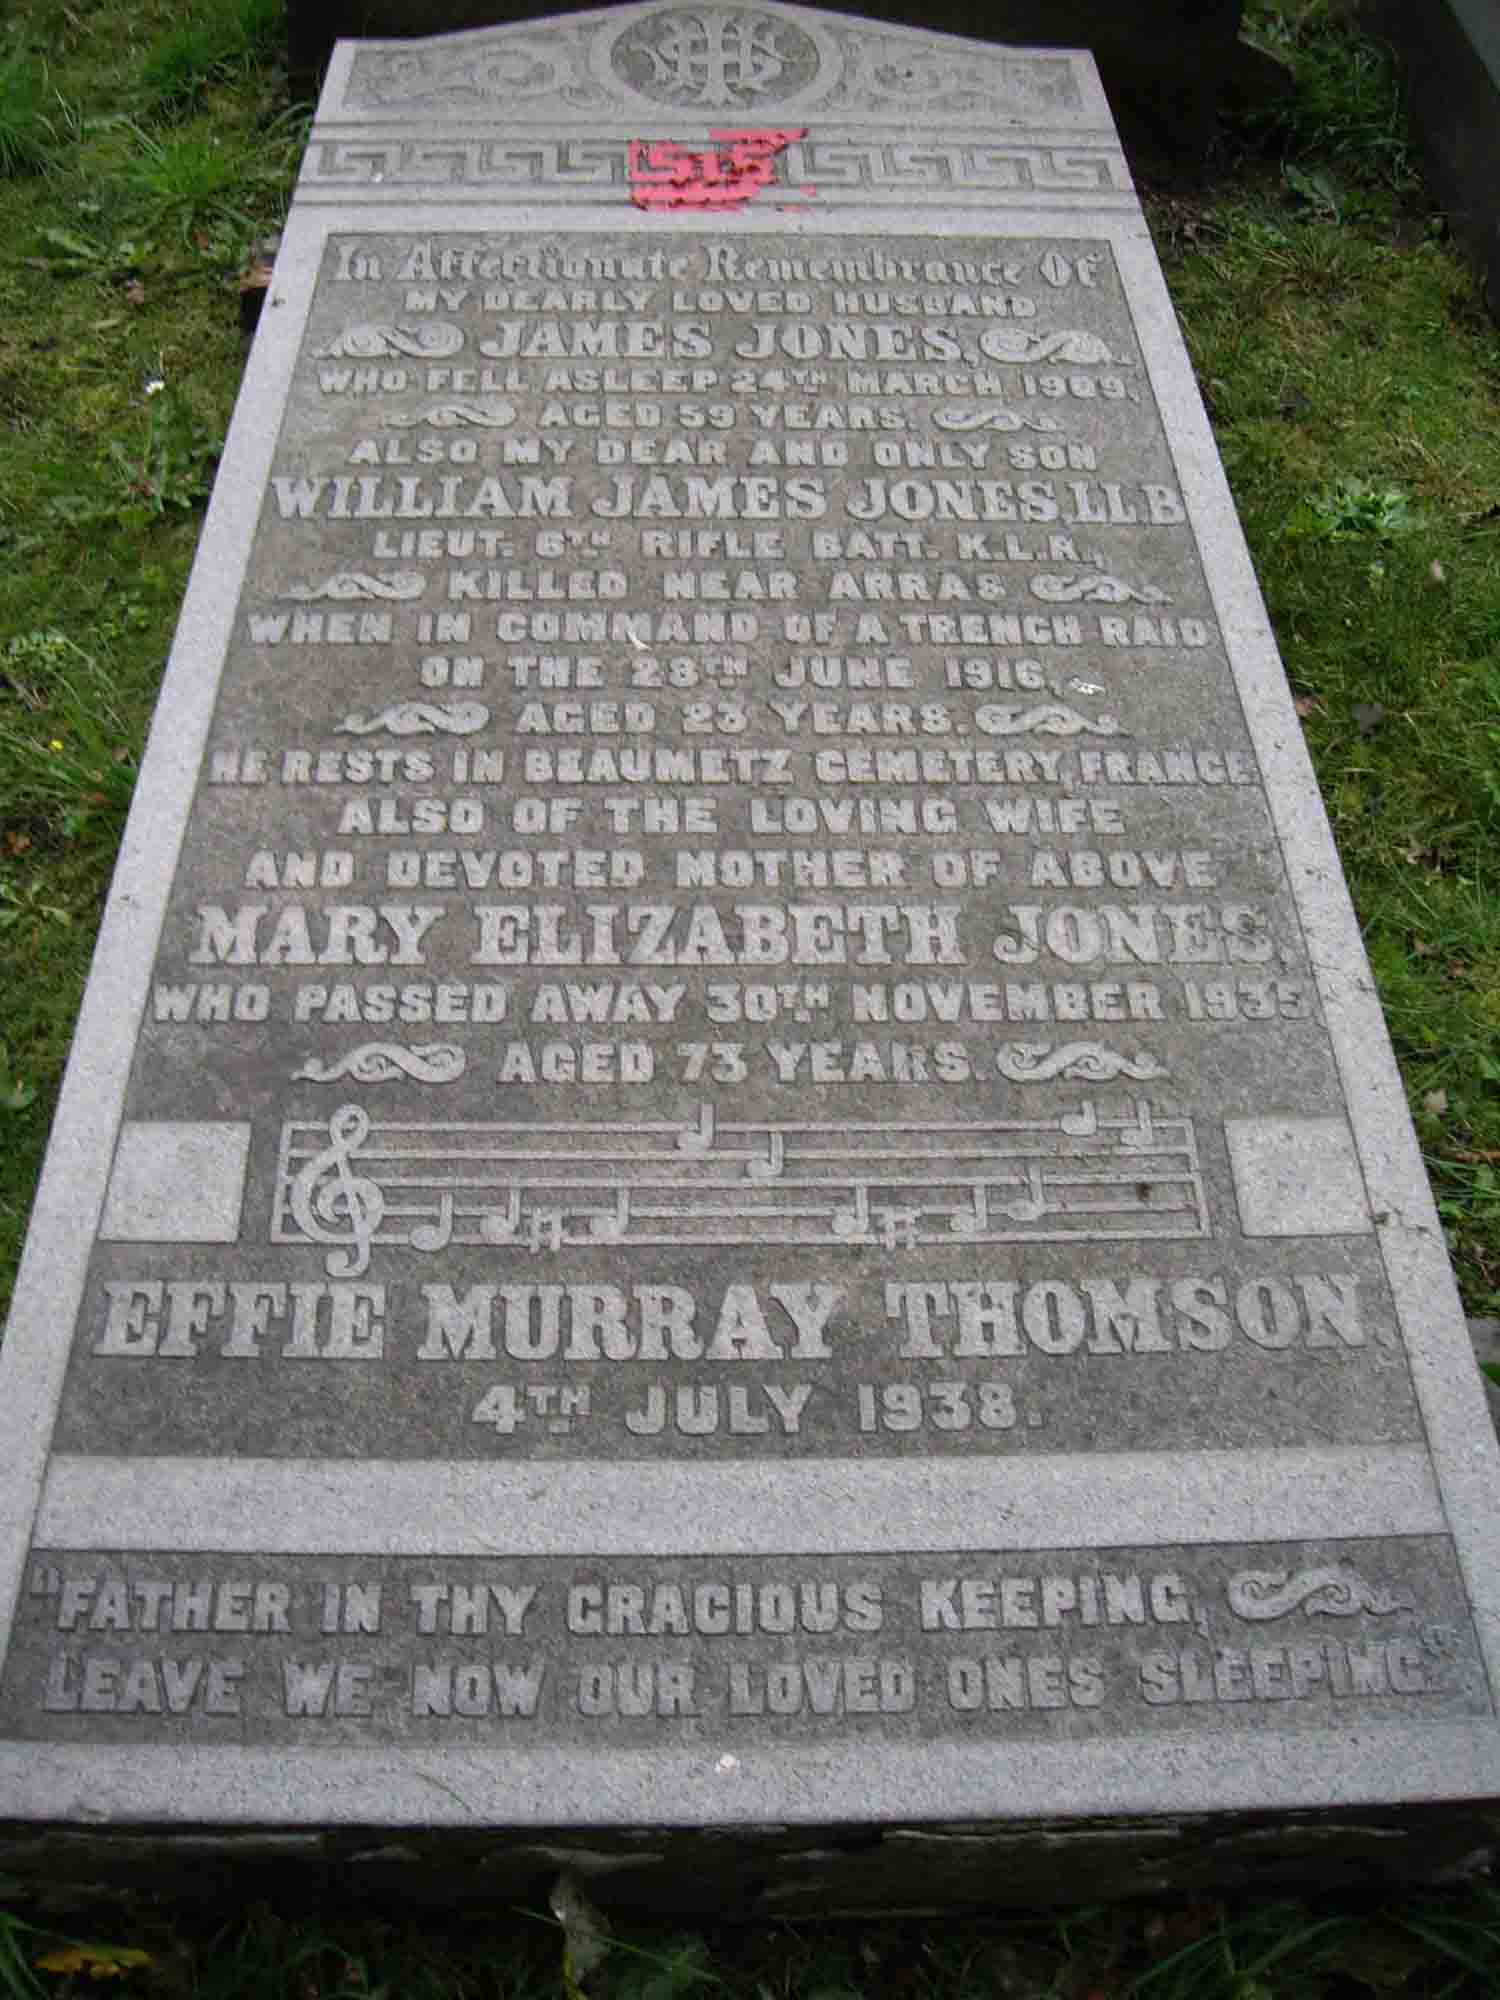 In Affectionate Remembrance Of
MY DEARLY LOVED HUSBAND
JAMES JONES,
WHO FELL ASLEEP 24TH MARCH 1909,
AGED 59 YEARS.
ALSO MY DEAR AND ONLY SON
WILLIAM JAMES JONES, LLB
LIEUT. 6TH RIFLE BATT. K.L.R.,
KILLED NEAR ARRAS
WHEN IN COMMAND OF A TRENCH RAID
ON THE 28TH JUNE 1916,
AGED 23 YEARS.
HE RESTS IN BEAUMETZ CEMETERY, FRANCE
ALSO OF THE LOVING WIFE
AND DEVOTED MOTHER OF ABOVE
MARY ELIZABETH JONES,
WHO PASSED AWAY 30TH NOVEMBER 1935,
AGED 73 YEARS.
EFFIE MURRAY THOMSON.
4TH JULY 1938.
"FATHER IN THY GRACIOUS KEEPING,
LEAVE WE NOW OUR LOVED ONES SLEEPING."